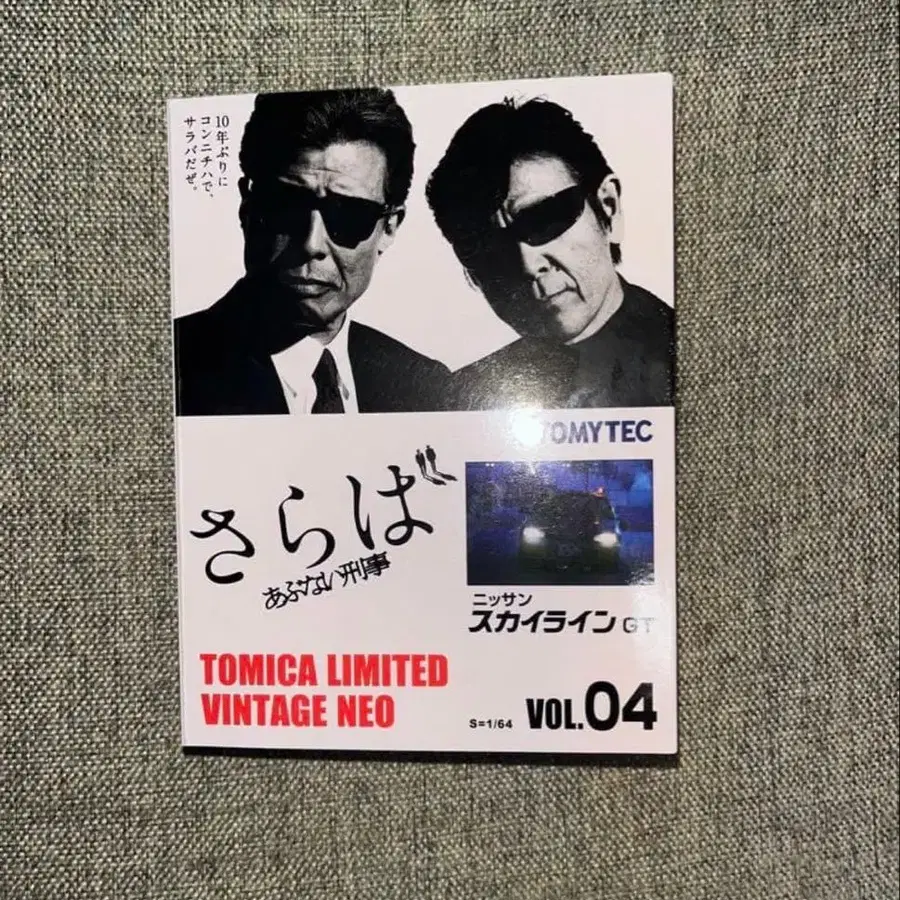 10年ぶりに
コンニチハで、
サラバだぜ。
TOMYTEC
さらば
あぶない刑事
ニッサン
スカイライン GT
TOMICA LIMITED
VINTAGE NEO
S=1/64
VOL.04